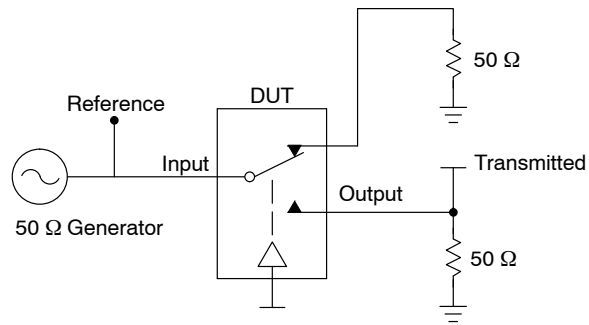 50 Ω
DUT
Reference
Input
Transmitted
Output
50 Ω Generator
50 Ω